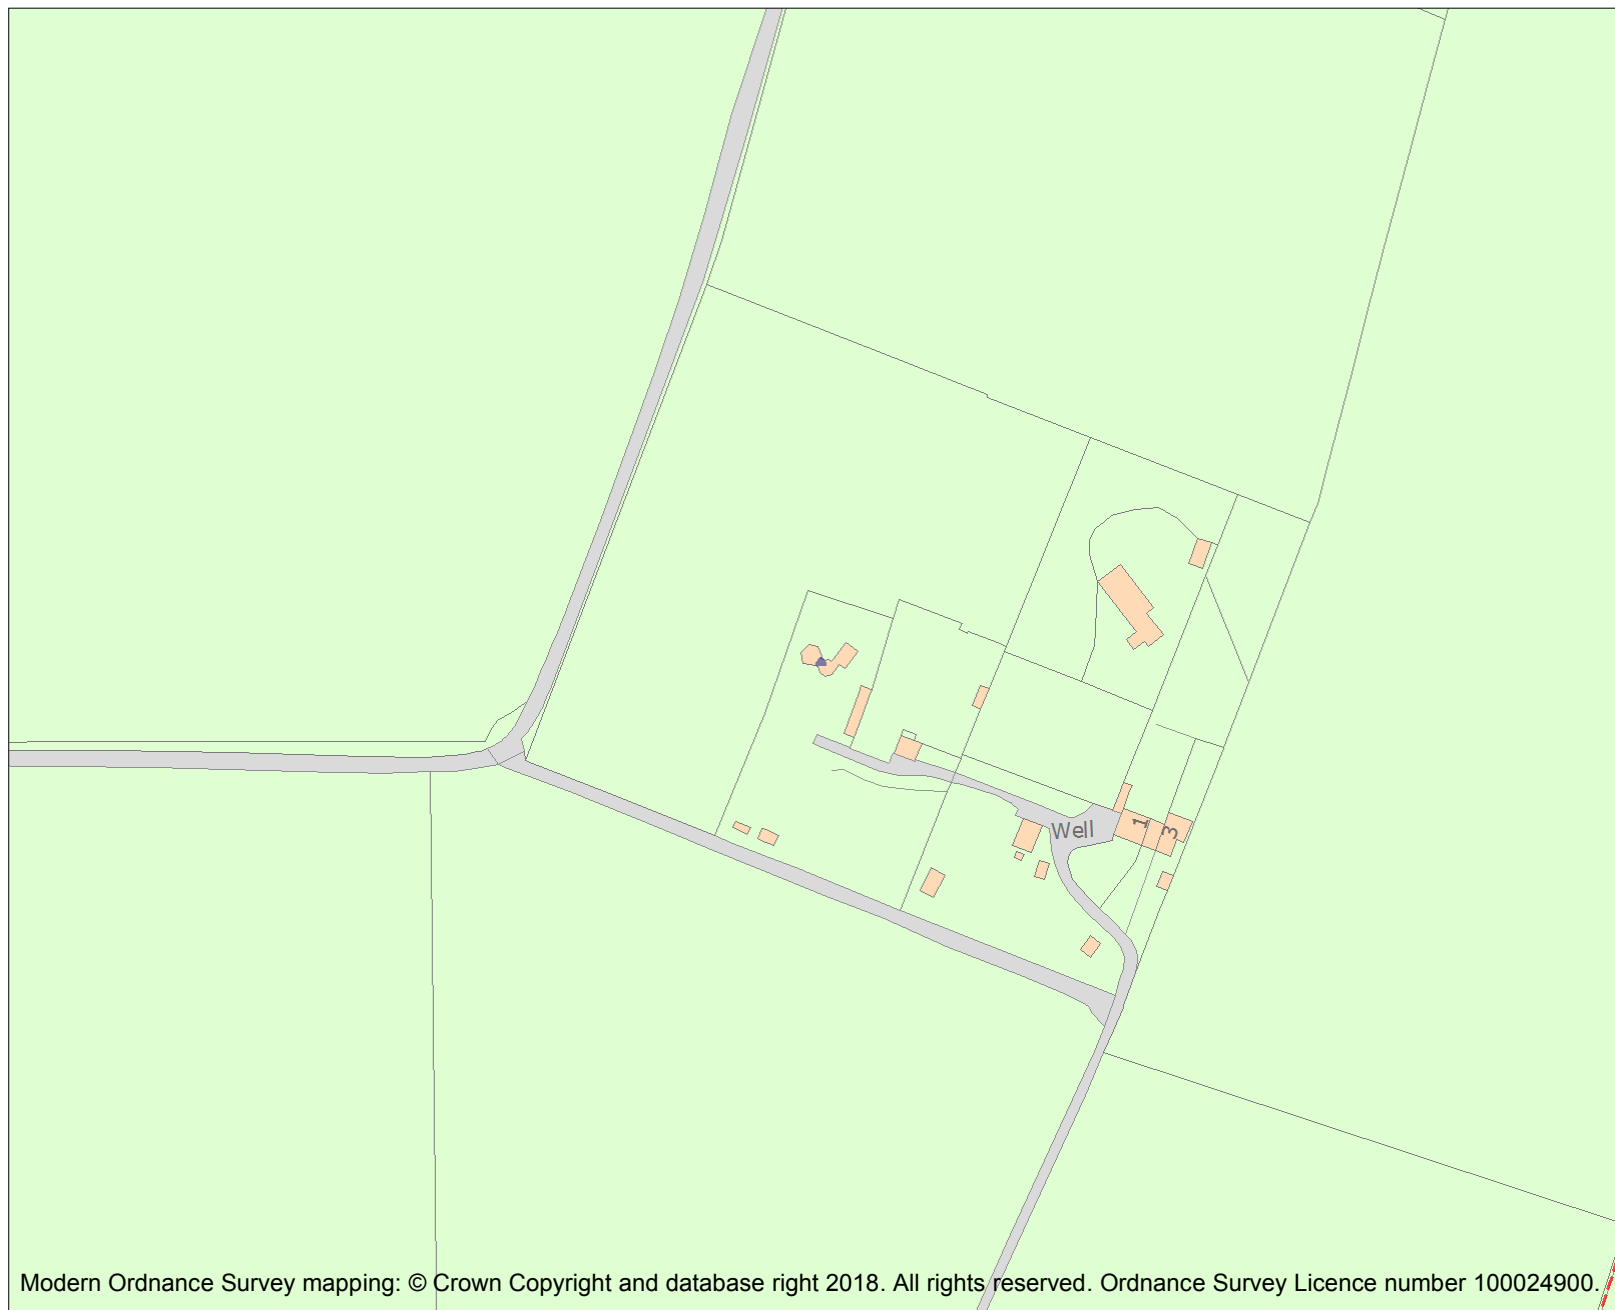 1
Well
3
Modern Ordnance Survey mapping: © Crown Copyright and database right 2018. All rights reserved. Ordnance Survey Licence number 100024900.